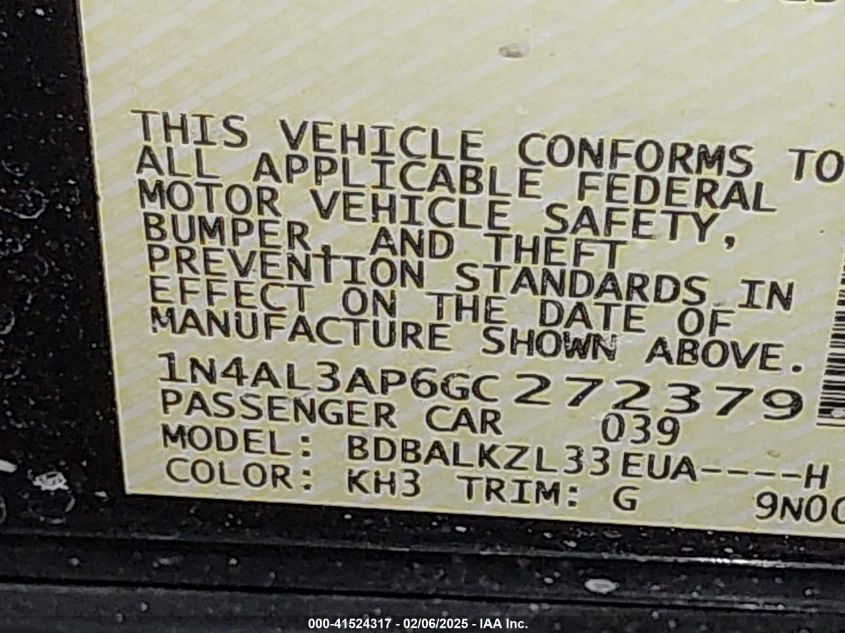 THIS VEHICLE CONFORMS TO
ALL APPLICABLE FEDERAL
MOTOR VEHICLE SAFETY,
BUMPER, AND THEFT
PREVENTION STANDARDS IN
EFFECT ON THE DATE OF
MANUFACTURE SHOWN ABOVE.
1N4AL3AP6GC272379
PASSENGER CAR 039
MODEL: BDBALKZL33EUA----H
COLOR: KH3 TRIM: G 9N0C
000-41524317 - 02/06/2025 - IAA Inc.